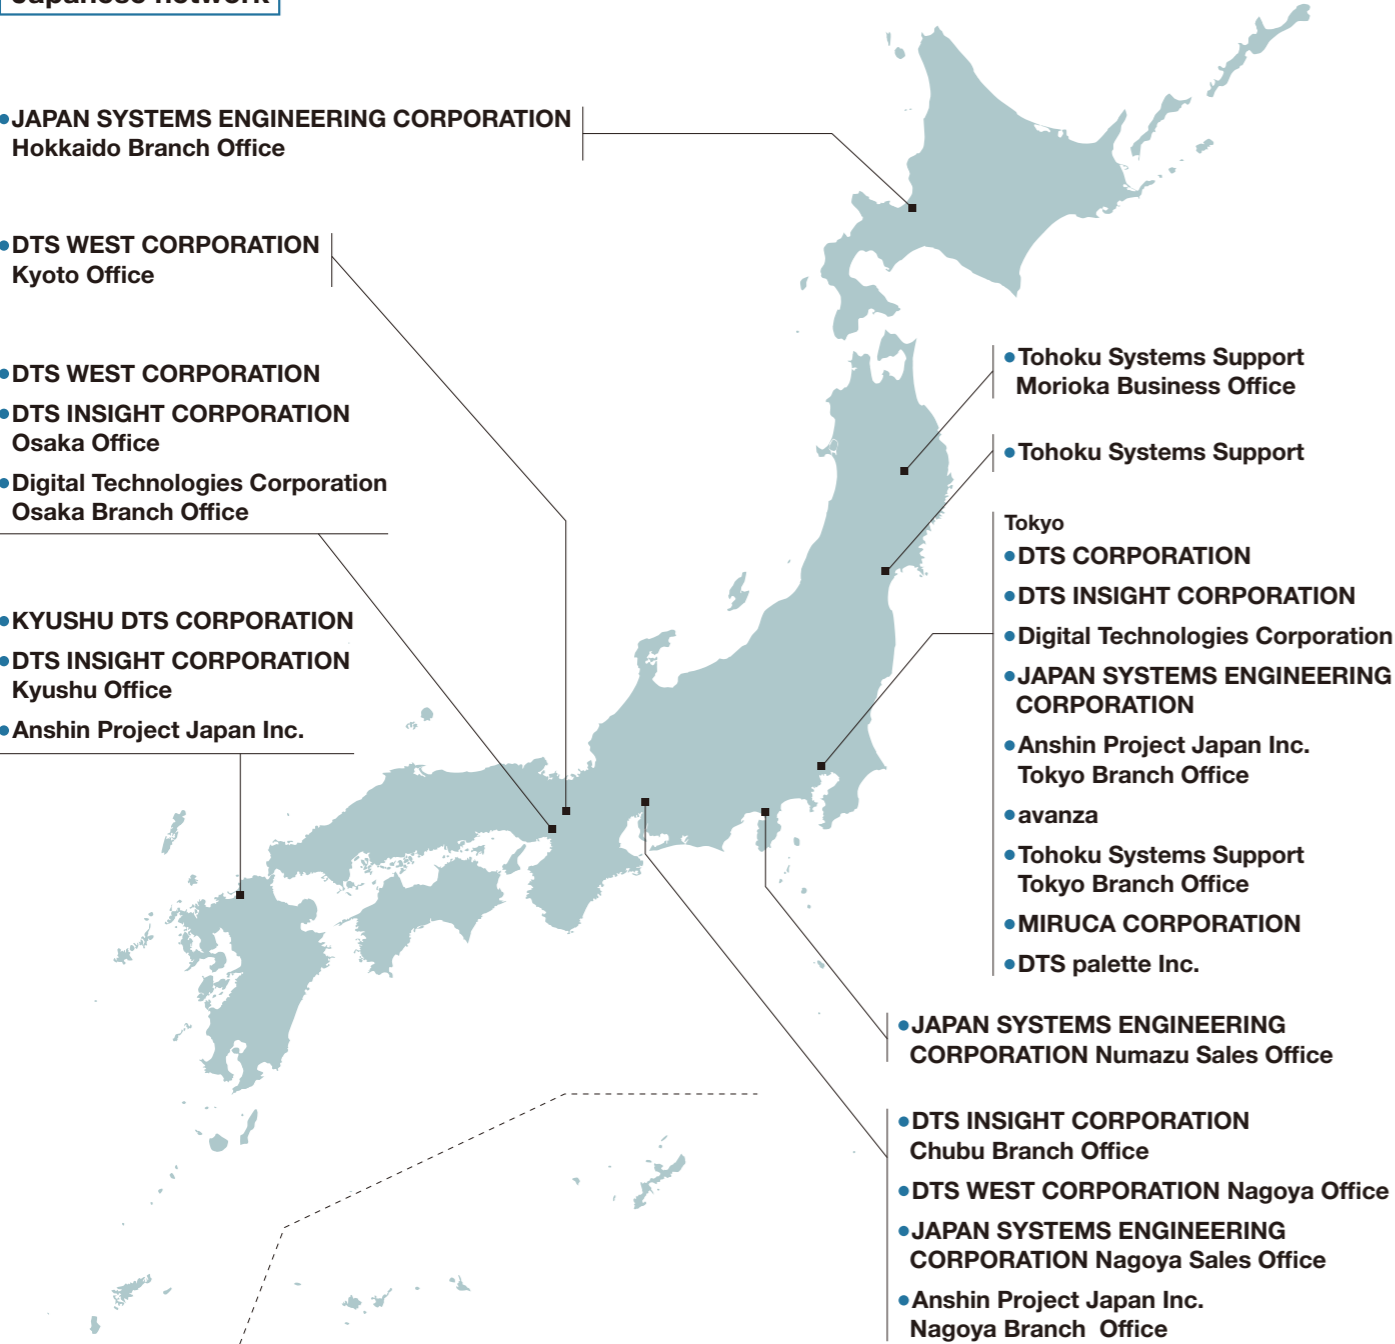 Japanese network
JAPAN SYSTEMS ENGINEERING CORPORATION
Hokkaido Branch Office
DTS WEST CORPORATION
Kyoto Office
DTS WEST CORPORATION
DTS INSIGHT CORPORATION
Osaka Office
Digital Technologies Corporation
Osaka Branch Office
KYUSHU DTS CORPORATION
DTS INSIGHT CORPORATION
Kyushu Office
Anshin Project Japan Inc.
Tohoku Systems Support
Morioka Business Office
Tohoku Systems Support
Tokyo
DTS CORPORATION
DTS INSIGHT CORPORATION
Digital Technologies Corporation
JAPAN SYSTEMS ENGINEERING
CORPORATION
Anshin Project Japan Inc.
Tokyo Branch Office
avanza
Tohoku Systems Support
Tokyo Branch Office
MIRUCA CORPORATION
DTS palette Inc.
JAPAN SYSTEMS ENGINEERING
CORPORATION Numazu Sales Office
DTS INSIGHT CORPORATION
Chubu Branch Office
DTS WEST CORPORATION Nagoya Office
JAPAN SYSTEMS ENGINEERING
CORPORATION Nagoya Sales Office
Anshin Project Japan Inc.
Nagoya Branch Office